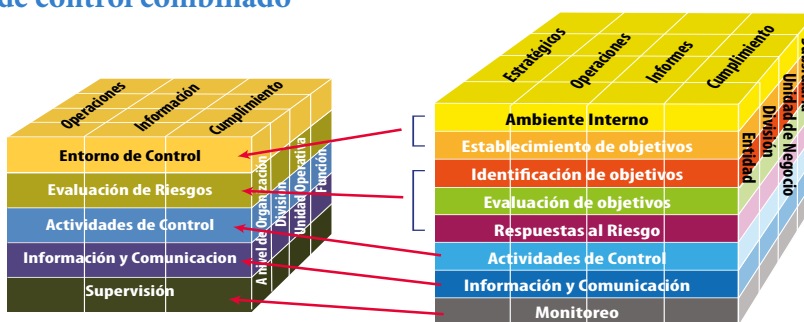 de control combinado
Operaciones
Información
Cumplimiento
Entorno de Control
Evaluación de Riesgos
Actividades de Control
Información y Comunicacion
Supervisión
A nivel de Organización
División
Unidad Operativa
Función
Estratégicos
Operaciones
Informes
Cumplimiento
Ambiente Interno
Establecimiento de objetivos
Identificación de objetivos
Evaluación de objetivos
Respuestas al Riesgo
Actividades de Control
Información y Comunicación
Monitoreo
Entidad
División
Unidad de Negocio